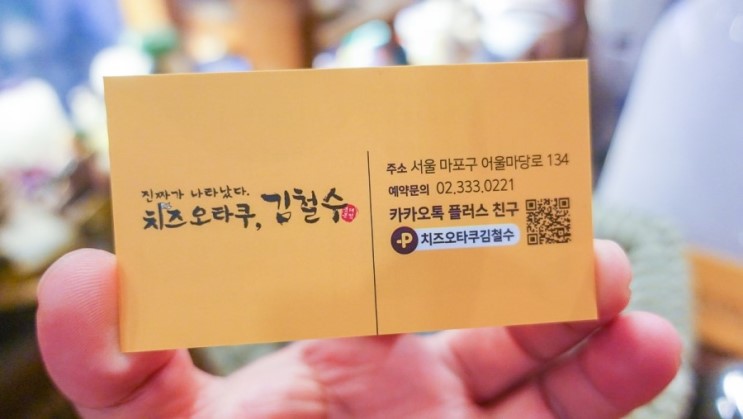 진짜가 나타났다.
치즈오타쿠, 김철수
주소 서울 마포구 어울마당로 134
예약문의 02.333.0221
카카오톡 플러스 친구
P 치즈오타쿠김철수